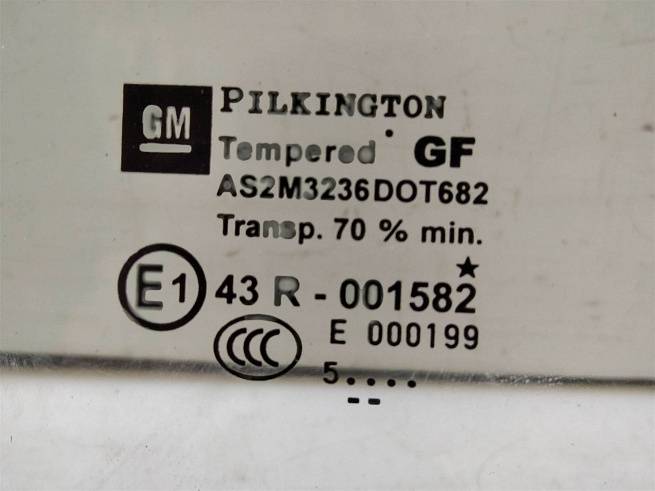 GM
PILKINGTON
Tempered GF
AS2M3236DOT682
Transp. 70 % min.
E1 43 R - 001582
CCC E 000199
5....
--